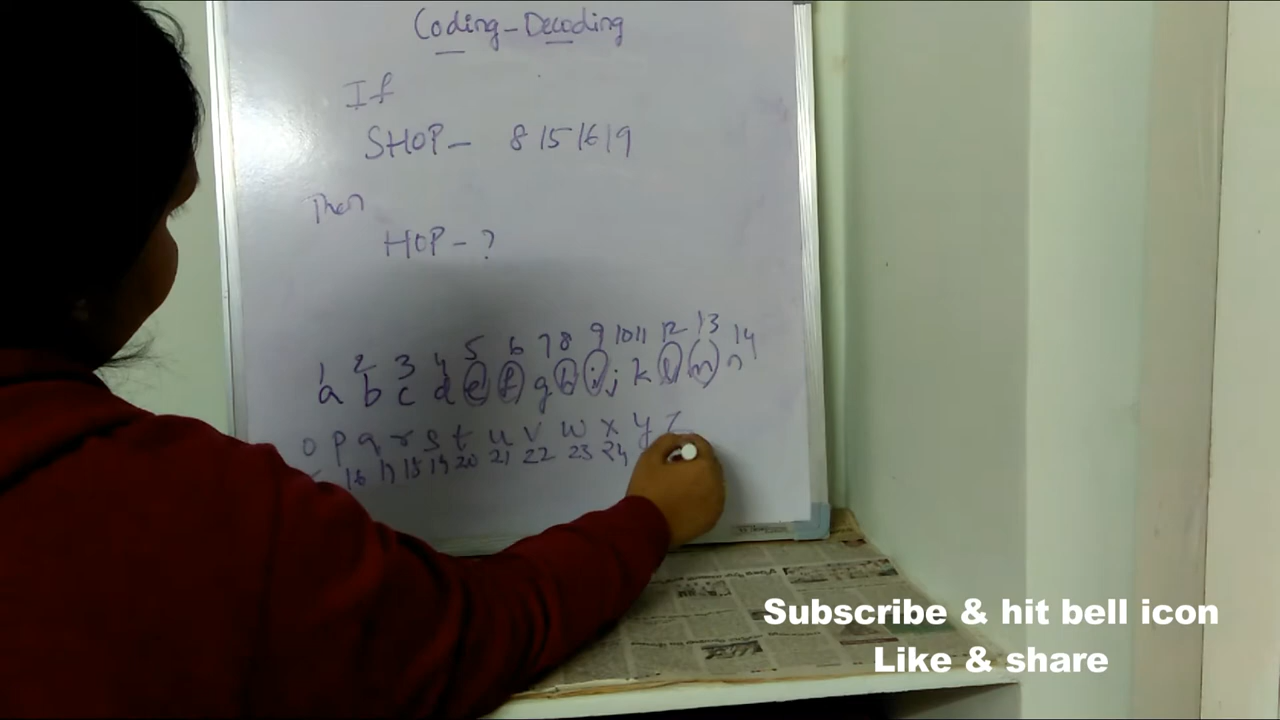 Coding-Decoding
If
SHOP- 8 15 16 19
Then
HOP-?
1 2 3 4 5 6 7 8 9 10 11 12 13 14
a b c d e f g h i j k l m n
o p q r s t u v w x y z
16 17 18 19 20 21 22 23 24
Subscribe & hit bell icon
Like & share